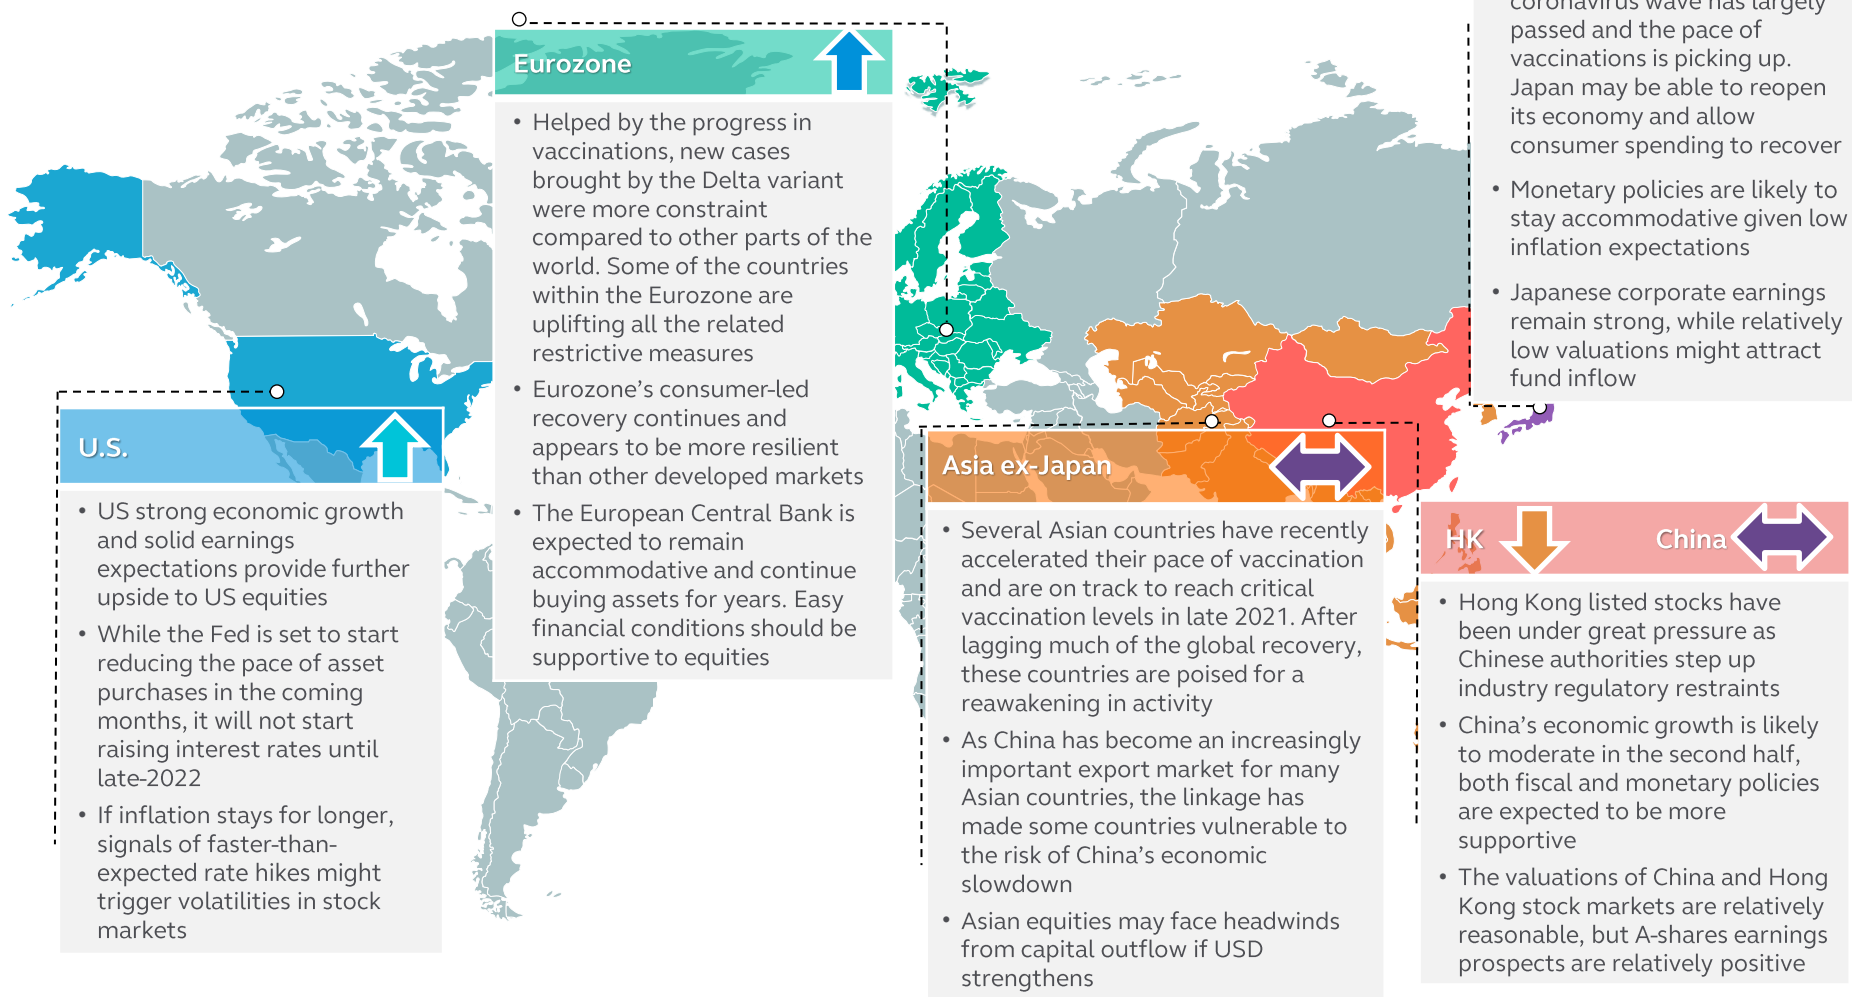 Eurozone
• Helped by the progress in
vaccinations, new cases
brought by the Delta variant
were more constraint
compared to other parts of the
world. Some of the countries
within the Eurozone are
uplifting all the related
restrictive measures
• Eurozone’s consumer-led
recovery continues and
appears to be more resilient
than other developed markets
• The European Central Bank is
expected to remain
accommodative and continue
buying assets for years. Easy
financial conditions should be
supportive to equities
coronavirus wave has largely
passed and the pace of
vaccinations is picking up.
Japan may be able to reopen
its economy and allow
consumer spending to recover
• Monetary policies are likely to
stay accommodative given low
inflation expectations
• Japanese corporate earnings
remain strong, while relatively
low valuations might attract
fund inflow
U.S.
• US strong economic growth
and solid earnings
expectations provide further
upside to US equities
• While the Fed is set to start
reducing the pace of asset
purchases in the coming
months, it will not start
raising interest rates until
late-2022
• If inflation stays for longer,
signals of faster-than-
expected rate hikes might
trigger volatilities in stock
markets
Asia ex-Japan
• Several Asian countries have recently
accelerated their pace of vaccination
and are on track to reach critical
vaccination levels in late 2021. After
lagging much of the global recovery,
these countries are poised for a
reawakening in activity
• As China has become an increasingly
important export market for many
Asian countries, the linkage has
made some countries vulnerable to
the risk of China’s economic
slowdown
• Asian equities may face headwinds
from capital outflow if USD
strengthens
HK China
• Hong Kong listed stocks have
been under great pressure as
Chinese authorities step up
industry regulatory restraints
• China’s economic growth is likely
to moderate in the second half,
both fiscal and monetary policies
are expected to be more
supportive
• The valuations of China and Hong
Kong stock markets are relatively
reasonable, but A-shares earnings
prospects are relatively positive